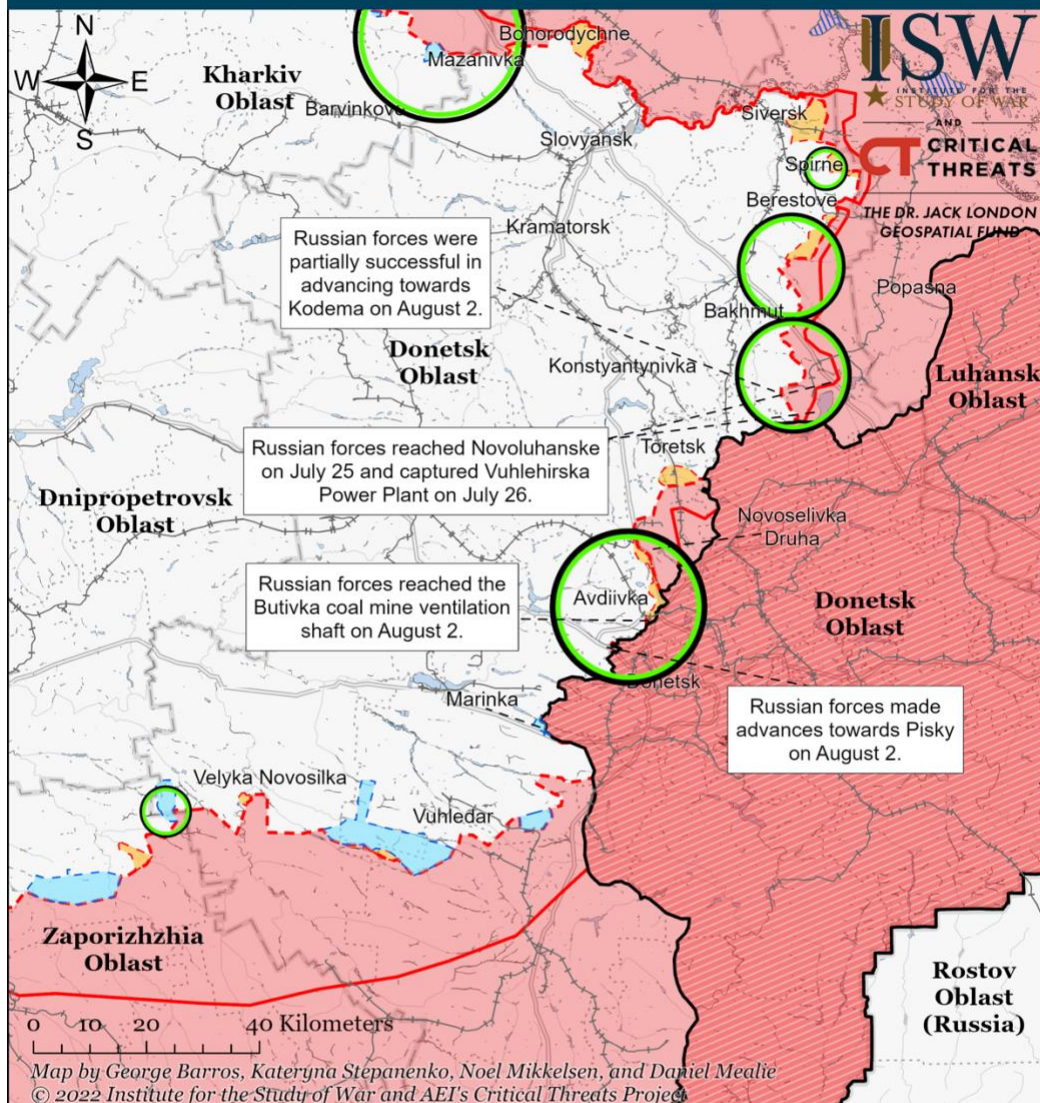 N
W E
S
Kharkiv
Oblast
Bohorodychne
Mazanivka
Barvinkove
Slovyansk
Siversk
ISW
INSTITUTE FOR THE
STUDY OF WAR
AND
CT CRITICAL
THREATS
THE DR. JACK LONDON
GEOSPATIAL FUND
Spirne
Berestove
Kramatorsk
Russian forces were
partially successful in
advancing towards
Kodema on August 2.
Popasna
Bakhmut
Donetsk
Oblast
Konstyantynivka
Luhansk
Oblast
Russian forces reached Novoluhanske
on July 25 and captured Vuhlehirska
Power Plant on July 26.
Toretsk
Dnipropetrovsk
Oblast
Novoselivka
Druha
Russian forces reached the
Butivka coal mine ventilation
shaft on August 2.
Avdiivka
Donetsk
Oblast
Donetsk
Marinka
Russian forces made
advances towards Pisky
on August 2.
Velyka Novosilka
Vuhledar
Zaporizhzhia
Oblast
Rostov
Oblast
(Russia)
0 10 20 40 Kilometers
Map by George Barros, Kateryna Stepanenko, Noel Mikkelsen, and Daniel Mealie
© 2022 Institute for the Study of War and AEI's Critical Threats Project